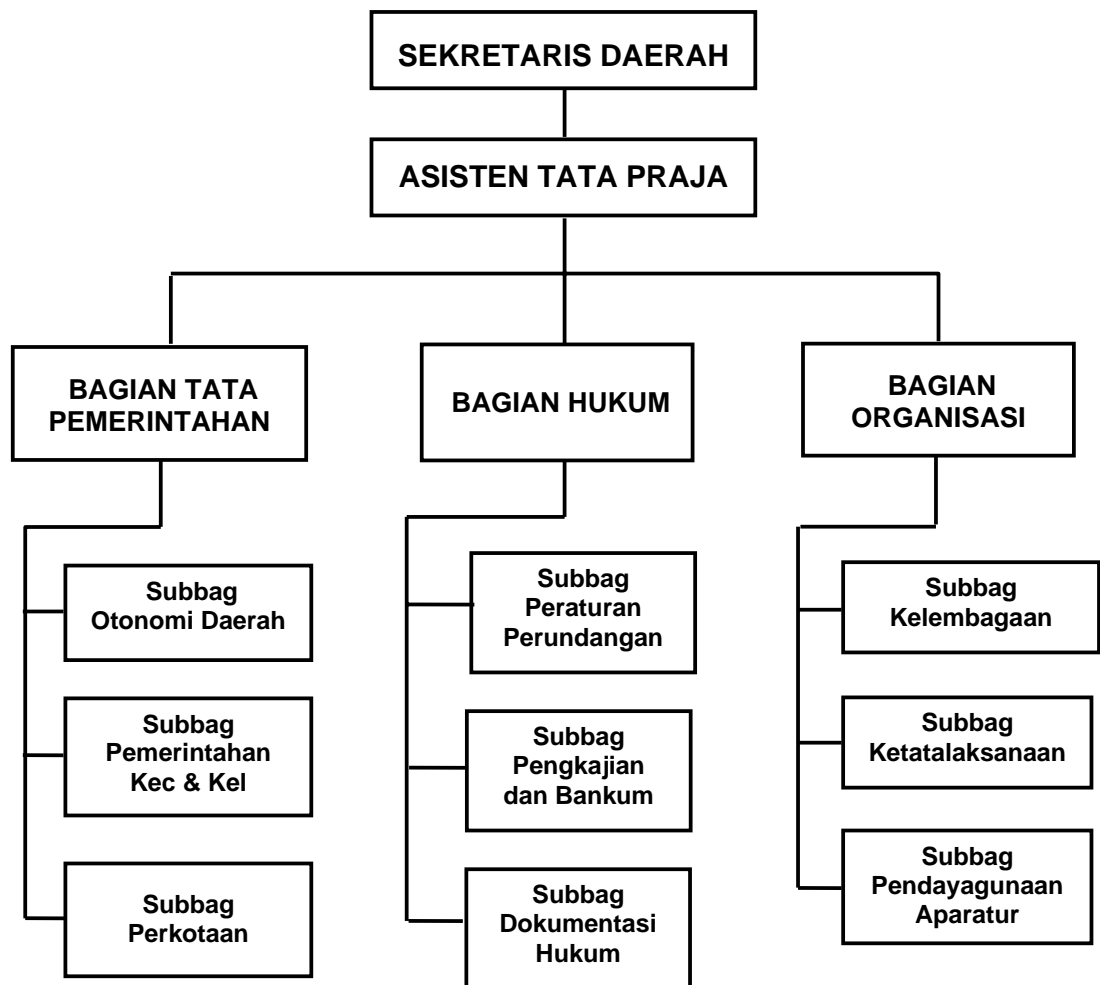 SEKRETARIS DAERAH
ASISTEN TATA PRAJA
BAGIAN TATA
PEMERINTAHAN
BAGIAN HUKUM
BAGIAN
ORGANISASI
Subbag
Otonomi Daerah
Subbag
Pemerintahan
Kec & Kel
Subbag
Perkotaan
Subbag
Peraturan
Perundangan
Subbag
Pengkajian
dan Bankum
Subbag
Dokumentasi
Hukum
Subbag
Kelembagaan
Subbag
Ketatalaksanaan
Subbag
Pendayagunaan
Aparatur